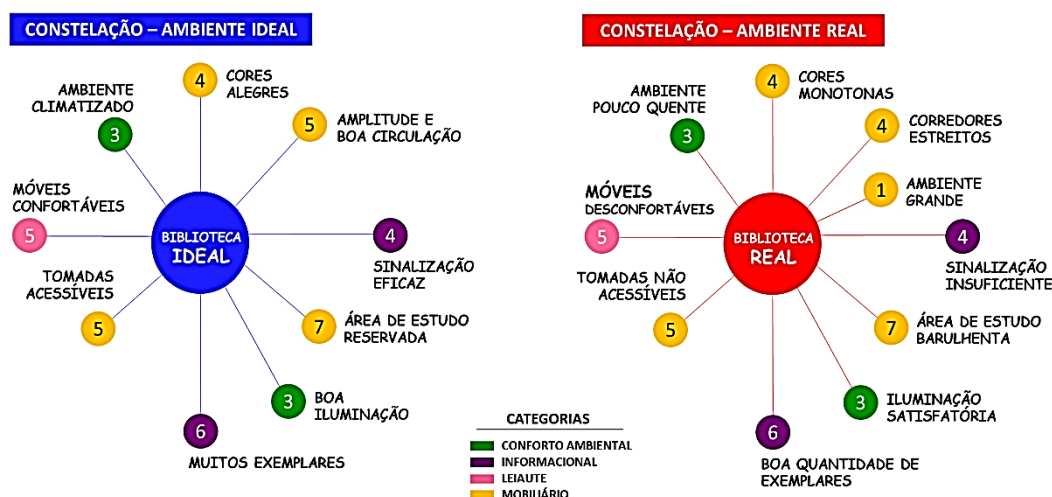 CONSTELAÇÃO – AMBIENTE IDEAL
4
CORES
ALEGRES
AMBIENTE
CLIMATIZADO
3
5
AMPLITUDE E
BOA CIRCULAÇÃO
MÓVEIS
CONFORTÁVEIS
5
BIBLIOTECA
IDEAL
4
SINALIZAÇÃO
EFICAZ
TOMADAS
ACESSÍVEIS
5
7
ÁREA DE ESTUDO
RESERVADA
3
BOA
ILUMINAÇÃO
6
MUITOS EXEMPLARES
CONSTELAÇÃO – AMBIENTE REAL
4
CORES
MONOTONAS
AMBIENTE
POUCO QUENTE
3
4
CORREDORES
ESTREITOS
1
AMBIENTE
GRANDE
MÓVEIS
DESCONFORTÁVEIS
5
BIBLIOTECA
REAL
4
SINALIZAÇÃO
INSUFICIENTE
TOMADAS NÃO
ACESSÍVEIS
5
7
ÁREA DE ESTUDO
BARULHENTA
3
ILUMINAÇÃO
SATISFATÓRIA
6
BOA QUANTIDADE DE
EXEMPLARES
CATEGORIAS
CONFORTO AMBIENTAL
INFORMACIONAL
LEIAUTE
MOBILIÁRIO